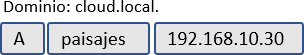 Dominio: cloud.local.
A paisajes 192.168.10.30